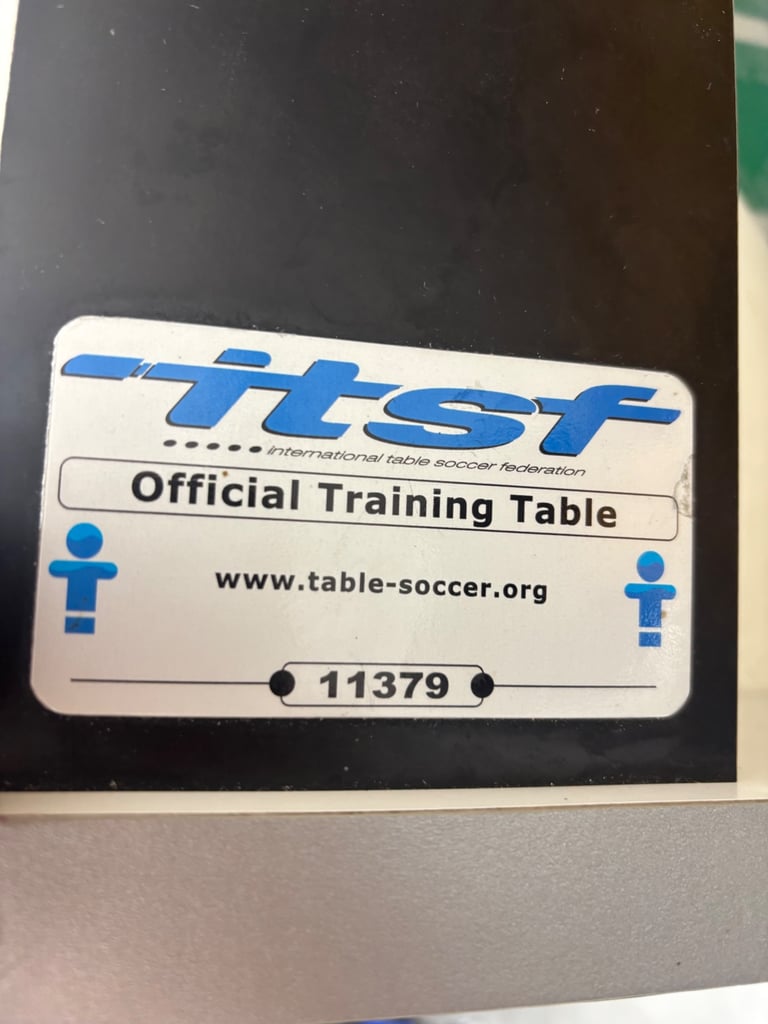 itsf
international table soccer federation
Official Training Table
www.table-soccer.org
11379